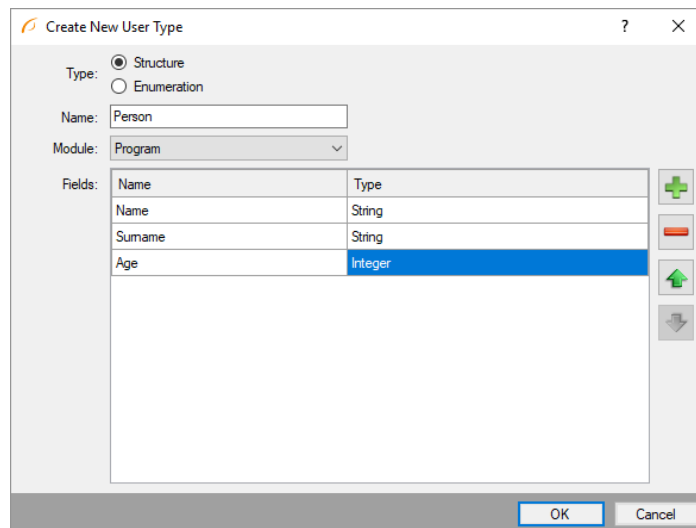 Create New User Type ?
Type: Structure
Enumeration
Name: Person
Module: Program
Fields: Name Type
Name String
Surname String
Age Integer
OK Cancel